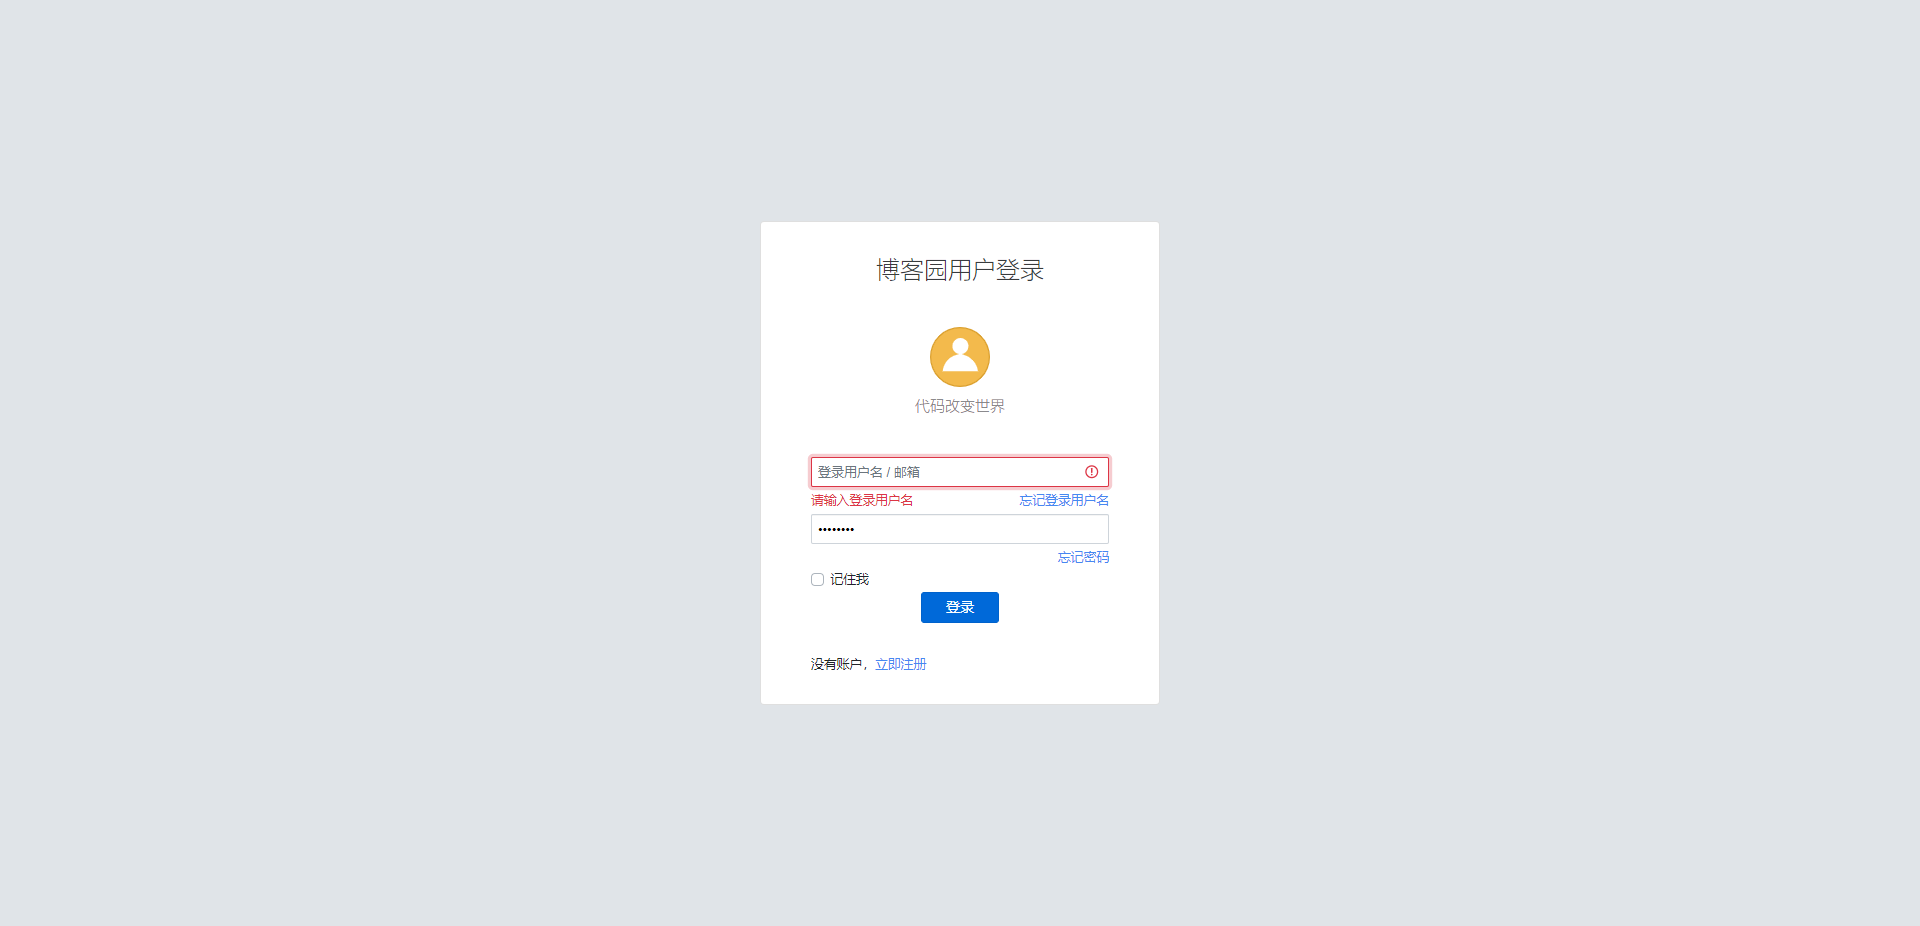 博客园用户登录
代码改变世界
登录用户名 / 邮箱
请输入登录用户名 忘记登录用户名
••••••••
忘记密码
记住我
登录
没有账户，立即注册